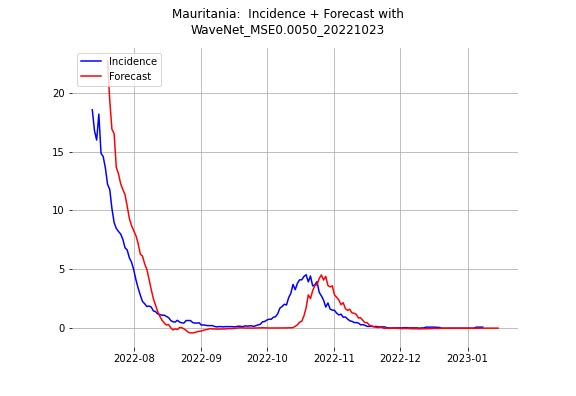 Mauritania:  Incidence + Forecast with
WaveNet_MSE0.0050_20221023
Incidence
Forecast
20
15
10
5
0
2022-08
2022-09
2022-10
2022-11
2022-12
2023-01